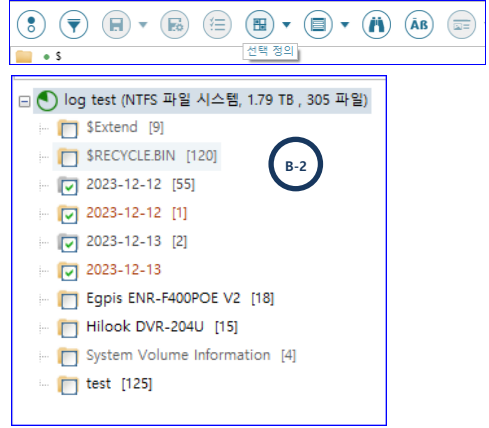 ÄB
선택 정의
$
log test (NTFS 파일 시스템, 1.79 TB , 305 파일)
$Extend [9]
$RECYCLE.BIN [120]
B-2
2023-12-12 [55]
2023-12-12 [1]
2023-12-13 [2]
2023-12-13
Egpis ENR-F400POE V2 [18]
Hilook DVR-204U [15]
System Volume Information [4]
test [125]